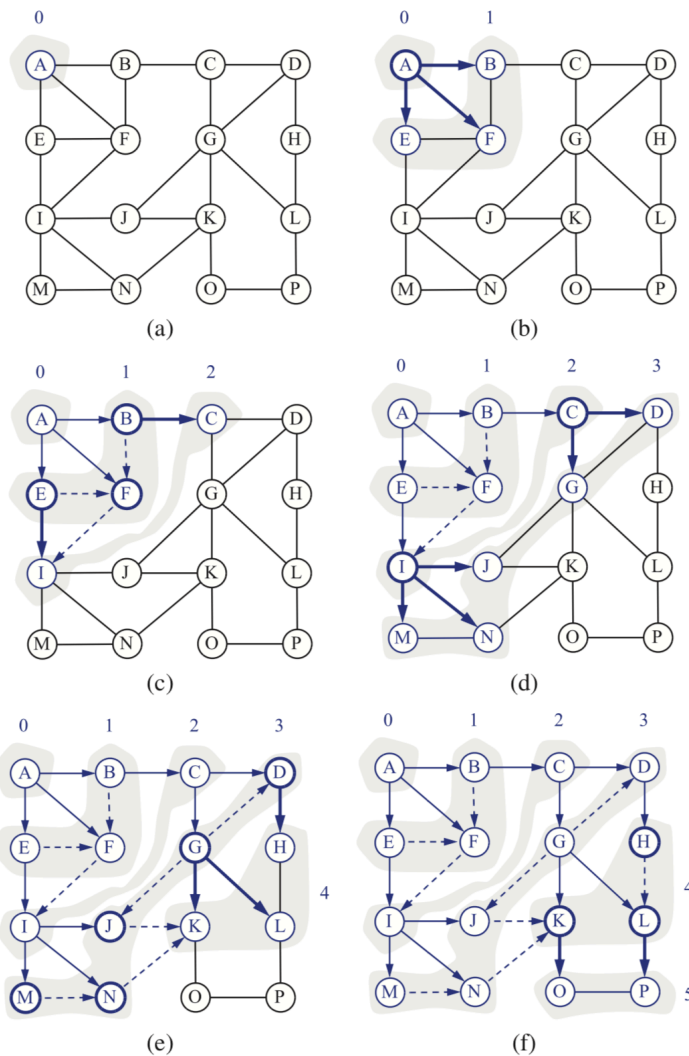 0 0 1
A B C D A B C D
E F G H E F G H
I J K L I J K L
M N O P M N O P
(a) (b)
0 1 2 0 1 2 3
A B C D A B C D
E F G H E F G H
I J K L I J K L
M N O P M N O P
(c) (d)
0 1 2 3 0 1 2 3
A B C D A B C D
E F G H E F G H
4 4
I J K L I J K L
M N O P M N O P 5
(e) (f)